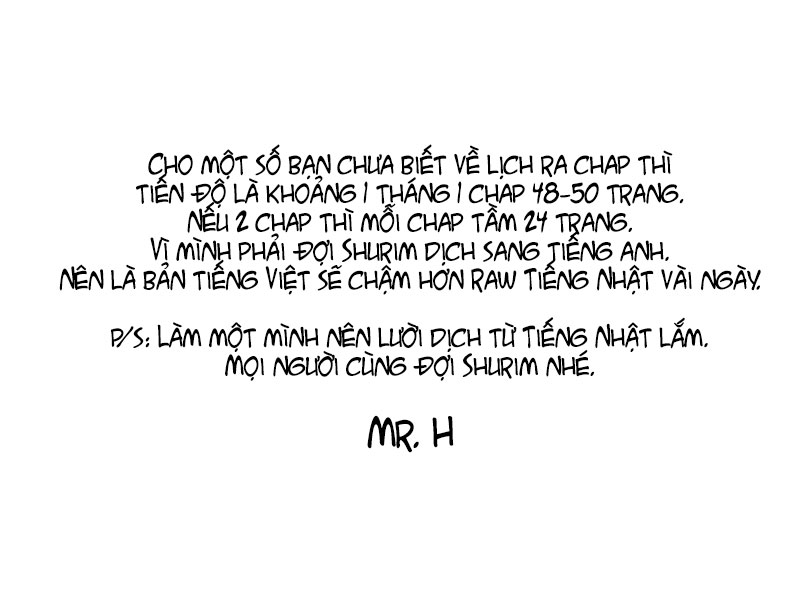 Cho một số bạn chưa biết về lịch ra chap thì
tiến độ là khoảng 1 tháng 1 chap 48-50 trang.
Nếu 2 chap thì mỗi chap tầm 24 trang.
Vì mình phải đợi Shurim dịch sang tiếng anh.
Nên là bản tiếng Việt sẽ chậm hơn Raw Tiếng Nhật vài ngày.
P/s: Làm một mình nên lười dịch từ Tiếng Nhật lắm.
Mọi người cùng đợi Shurim nhé.
Mr. H